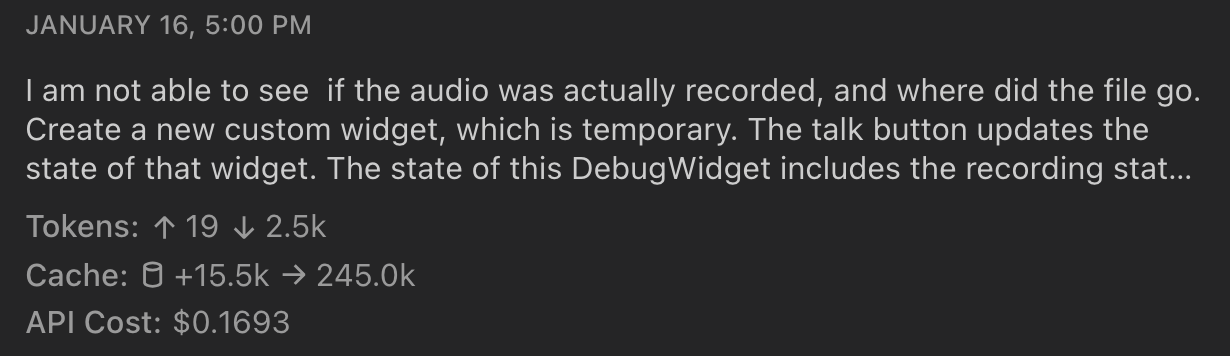 JANUARY 16, 5:00 PM
I am not able to see  if the audio was actually recorded, and where did the file go.
Create a new custom widget, which is temporary. The talk button updates the
state of that widget. The state of this DebugWidget includes the recording stat...
Tokens: ↑ 19 ↓ 2.5k
Cache: +15.5k → 245.0k
API Cost: $0.1693